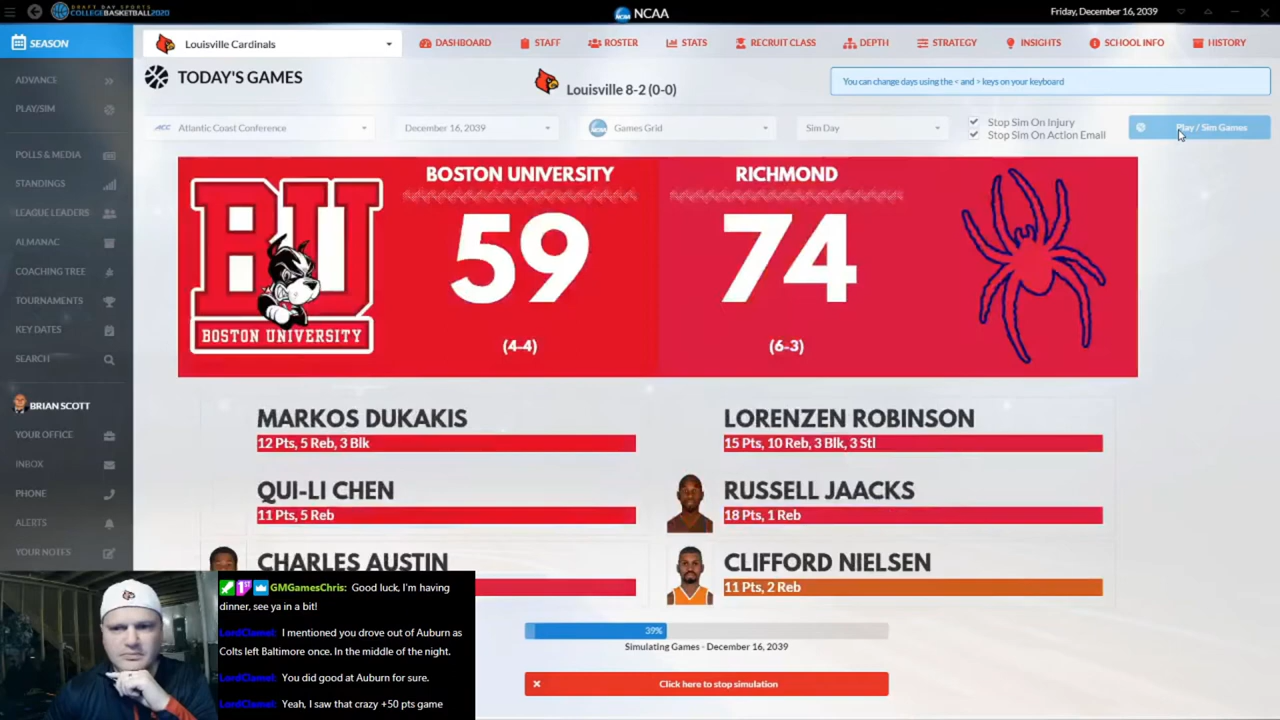 DRAFT DAY SPORTS
COLLEGE BASKETBALL 2020
NCAA
Friday, December 16, 2039
SEASON
Louisville Cardinals
DASHBOARD
STAFF
ROSTER
STATS
RECRUIT CLASS
DEPTH
STRATEGY
INSIGHTS
SCHOOL INFO
HISTORY
ADVANCE
PLAY/SIM
POLLS & MEDIA
STANDINGS
LEAGUE LEADERS
ALMANAC
COACHING TREE
TOURNAMENTS
KEY DATES
SEARCH
BRIAN SCOTT
YOUR OFFICE
INBOX
PHONE
ALERTS
YOUR NOTES
TODAY'S GAMES
Louisville 8-2 (0-0)
You can change days using the < and > keys on your keyboard
ACC Atlantic Coast Conference
December 16, 2039
Games Grid
Sim Day
Stop Sim On Injury
Stop Sim On Action Email
Play / Sim Games
BU
BOSTON UNIVERSITY
BOSTON UNIVERSITY
59
(4-4)
RICHMOND
74
(6-3)
MARKOS DUKAKIS
12 Pts, 5 Reb, 3 Blk
LORENZEN ROBINSON
15 Pts, 10 Reb, 3 Blk, 3 Stl
QUI-LI CHEN
11 Pts, 5 Reb
RUSSELL JAACKS
18 Pts, 1 Reb
CHARLES AUSTIN
CLIFFORD NIELSEN
11 Pts, 2 Reb
39%
Simulating Games - December 16, 2039
Click here to stop simulation
GMGamesChris: Good luck, I'm having
dinner, see ya in a bit!
I mentioned you drove out of Auburn as
Colts left Baltimore once. In the middle of the night.
You did good at Auburn for sure.
Yeah, I saw that crazy +50 pts game